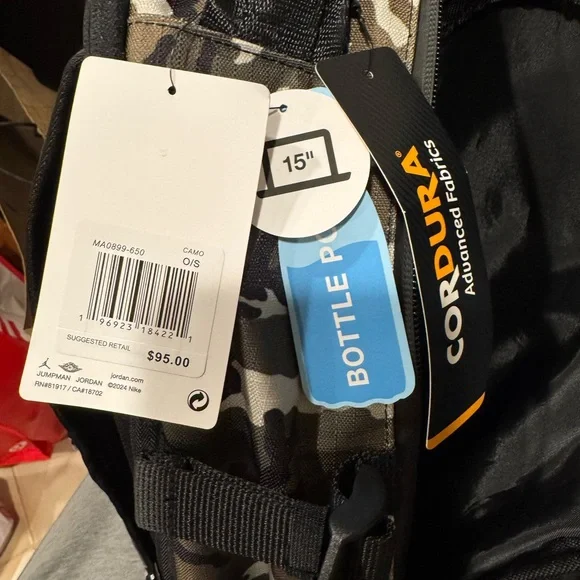 MA0899-650
CAMO
O/S
1 96923 18422 1
SUGGESTED RETAIL
$95.00
JUMPMAN JORDAN jordan.com
RN#81917 / CA#18702 ©2024 Nike
15"
BOTTLE
CORDURA®
Advanced Fabrics